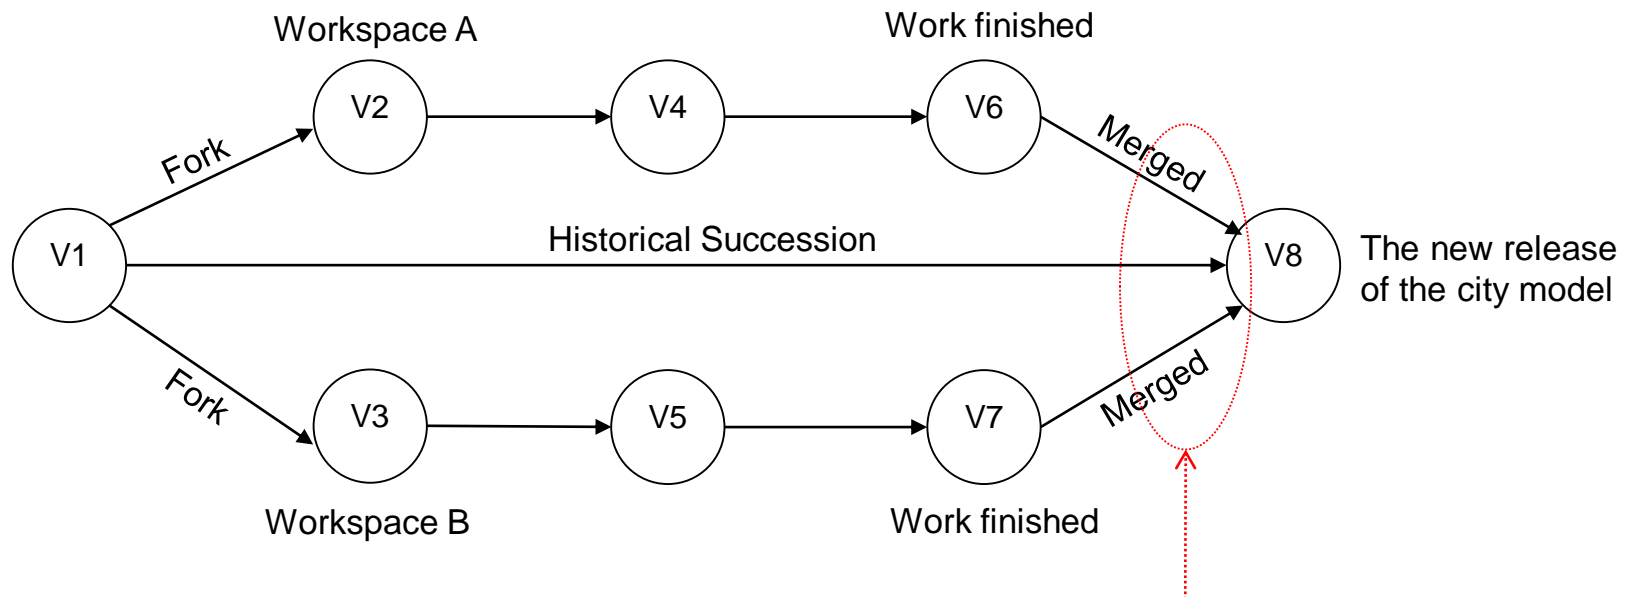 Workspace A
Work finished
V2
V4
V6
Fork
Merged
Historical Succession
V1
V8
The new release
of the city model
Fork
Merged
V3
V5
V7
Workspace B
Work finished